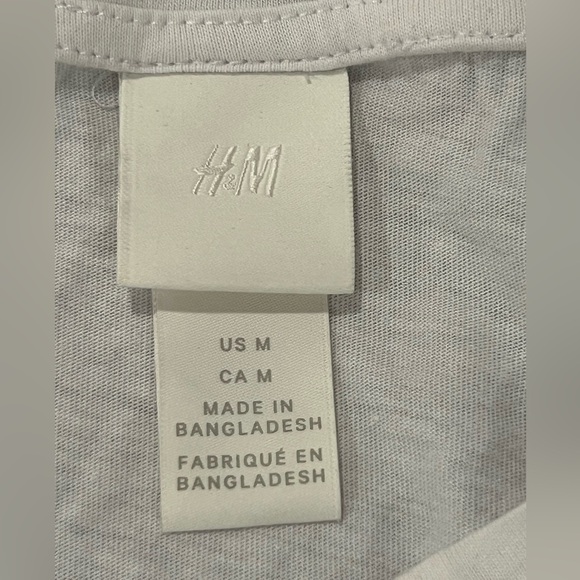 H&M
US M
CA M
MADE IN
BANGLADESH
FABRIQUÉ EN
BANGLADESH